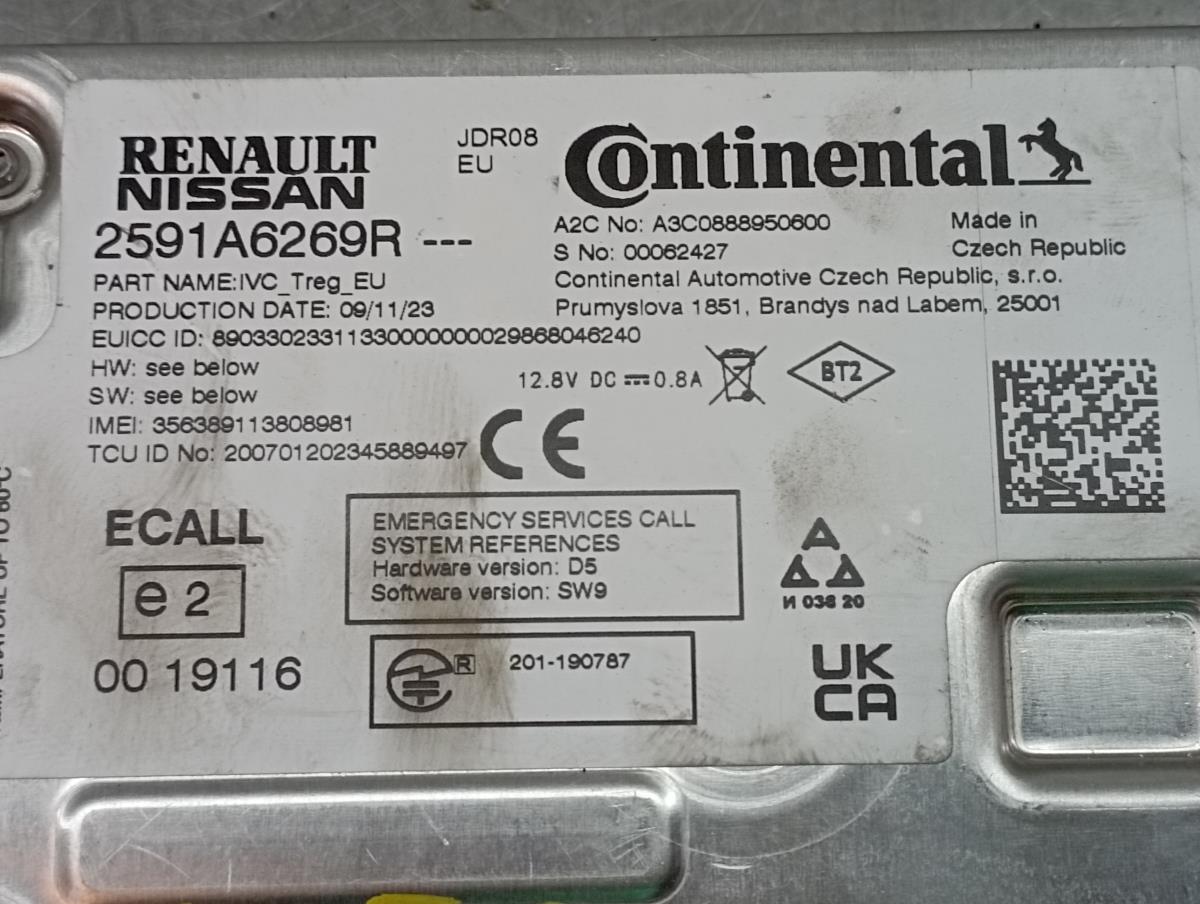 RENAULT
NISSAN
JDR08
EU
Continental
2591A6269R ---
A2C No: A3C0888950600
S No: 00062427
Made in
Czech Republic
PART NAME:IVC_Treg_EU
Continental Automotive Czech Republic, s.r.o.
PRODUCTION DATE: 09/11/23
Prumyslova 1851, Brandys nad Labem, 25001
EUICC ID: 89033023311330000000029868046240
HW: see below
12.8V DC 0.8A
BT2
SW: see below
IMEI: 356389113808981
TCU ID No: 200701202345889497
CE
ECALL
EMERGENCY SERVICES CALL
SYSTEM REFERENCES
Hardware version: D5
Software version: SW9
e2
И 038 20
00 19116
R
201-190787
UK
CA